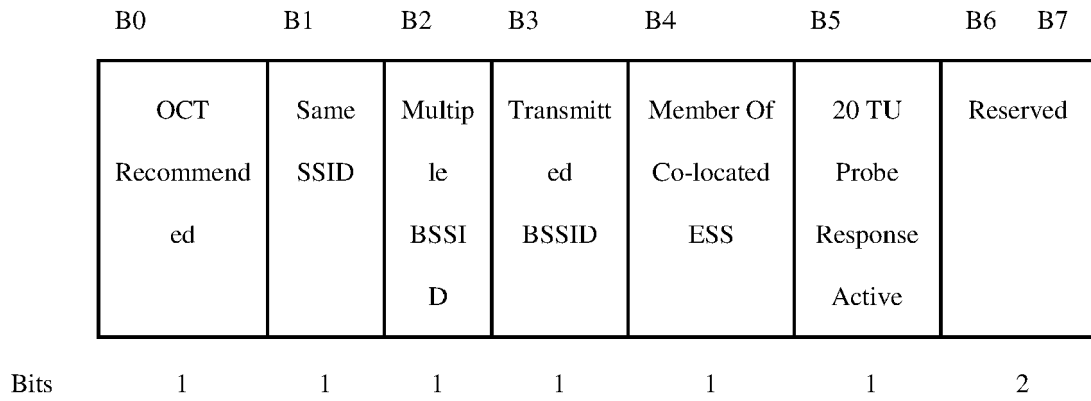 B0 B1 B2 B3 B4 B5 B6 B7
OCT Same Multip Transmitt Member Of 20 TU Reserved
Recommend SSID le ed Co-located Probe
ed BSSI BSSID ESS Response
D Active
Bits 1 1 1 1 1 1 2